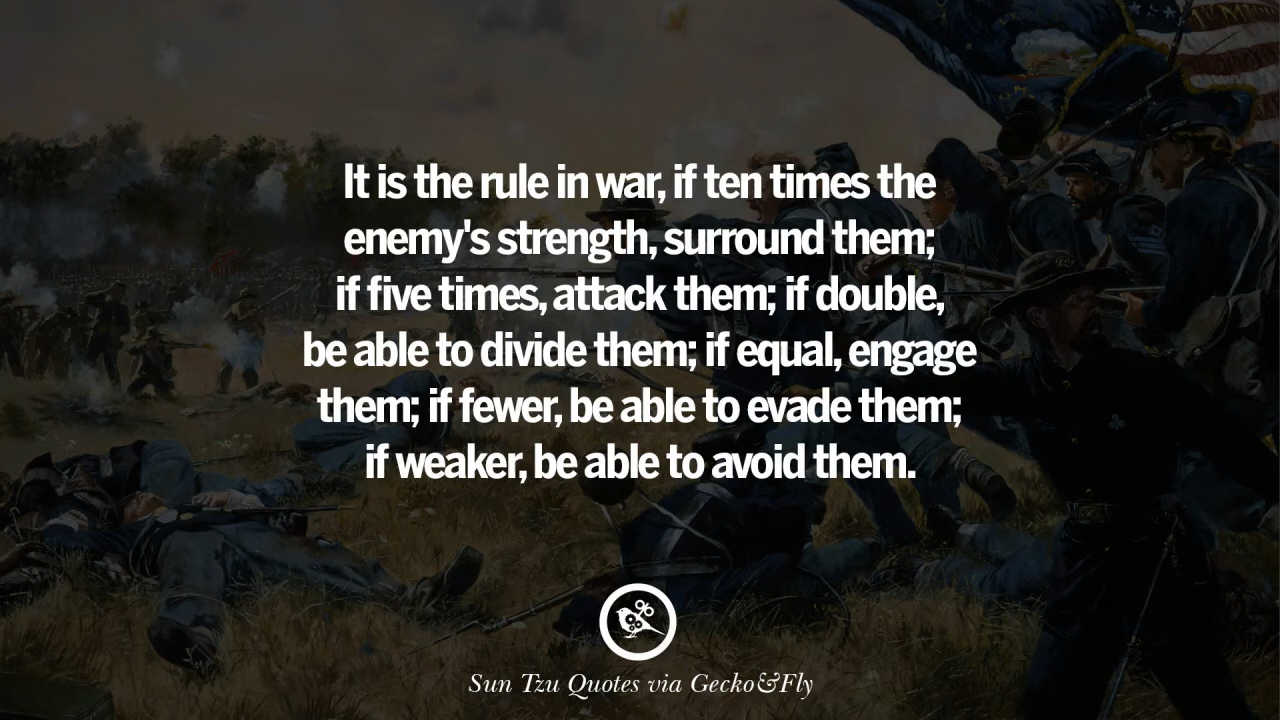 It is the rule in war, if ten times the
enemy's strength, surround them;
if five times, attack them; if double,
be able to divide them; if equal, engage
them; if fewer, be able to evade them;
if weaker, be able to avoid them.
Sun Tzu Quotes via Gecko&Fly